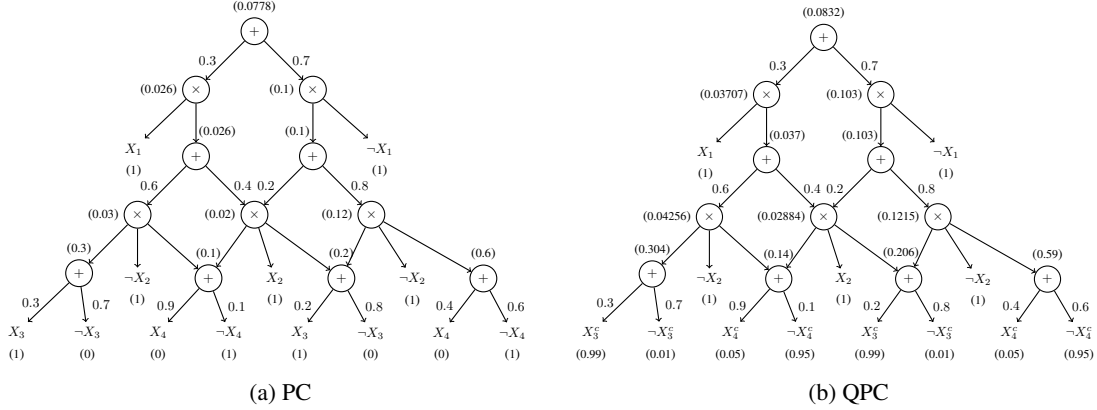 (0.0778) (0.0832)
+ +
0.3 0.7 0.3 0.7
(0.026) × (0.1) × (0.03707) × (0.103) ×
(0.026) (0.1) (0.037) (0.103)
X1 + + ¬X1 X1 + + ¬X1
(1) (1) (1) (1)
0.6 0.4 0.2 0.8 0.6 0.4 0.2 0.8
(0.03) × (0.02) × (0.12) × (0.04256) × (0.02884) × (0.1215) ×
(0.3) (0.1) (0.2) (0.6) (0.304) (0.14) (0.206) (0.59)
+ ¬X2 + X2 + ¬X2 + + ¬X2 + X2 + ¬X2 +
(1) (1) (1) (1) (1) (1)
0.3 0.7 0.9 0.1 0.2 0.8 0.4 0.6 0.3 0.7 0.9 0.1 0.2 0.8 0.4 0.6
X3 ¬X3 X4 ¬X4 X3 ¬X3 X4 ¬X4 X3^c ¬X3^c X4^c ¬X4^c X3^c ¬X3^c X4^c ¬X4^c
(1) (0) (0) (1) (1) (0) (0) (1) (0.99) (0.01) (0.05) (0.95) (0.99) (0.01) (0.05) (0.95)
(a) PC (b) QPC